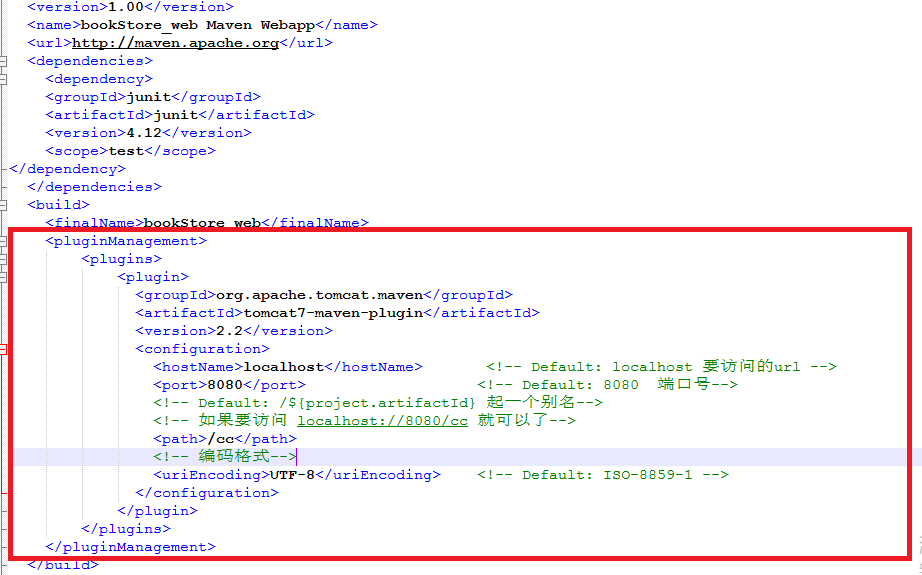 <version>1.00</version>
<name>bookStore_web Maven Webapp</name>
<url>http://maven.apache.org</url>
<dependencies>
<dependency>
<groupId>junit</groupId>
<artifactId>junit</artifactId>
<version>4.12</version>
<scope>test</scope>
</dependency>
</dependencies>
<build>
<finalName>bookStore_web</finalName>
<pluginManagement>
<plugins>
<plugin>
<groupId>org.apache.tomcat.maven</groupId>
<artifactId>tomcat7-maven-plugin</artifactId>
<version>2.2</version>
<configuration>
<hostName>localhost</hostName> <!-- Default: localhost 要访问的url -->
<port>8080</port> <!-- Default: 8080 端口号-->
<!-- Default: /${project.artifactId} 起一个别名-->
<!-- 如果要访问 localhost://8080/cc 就可以了-->
<path>/cc</path>
<!-- 编码格式-->
<uriEncoding>UTF-8</uriEncoding> <!-- Default: ISO-8859-1 -->
</configuration>
</plugin>
</plugins>
</pluginManagement>
</build>